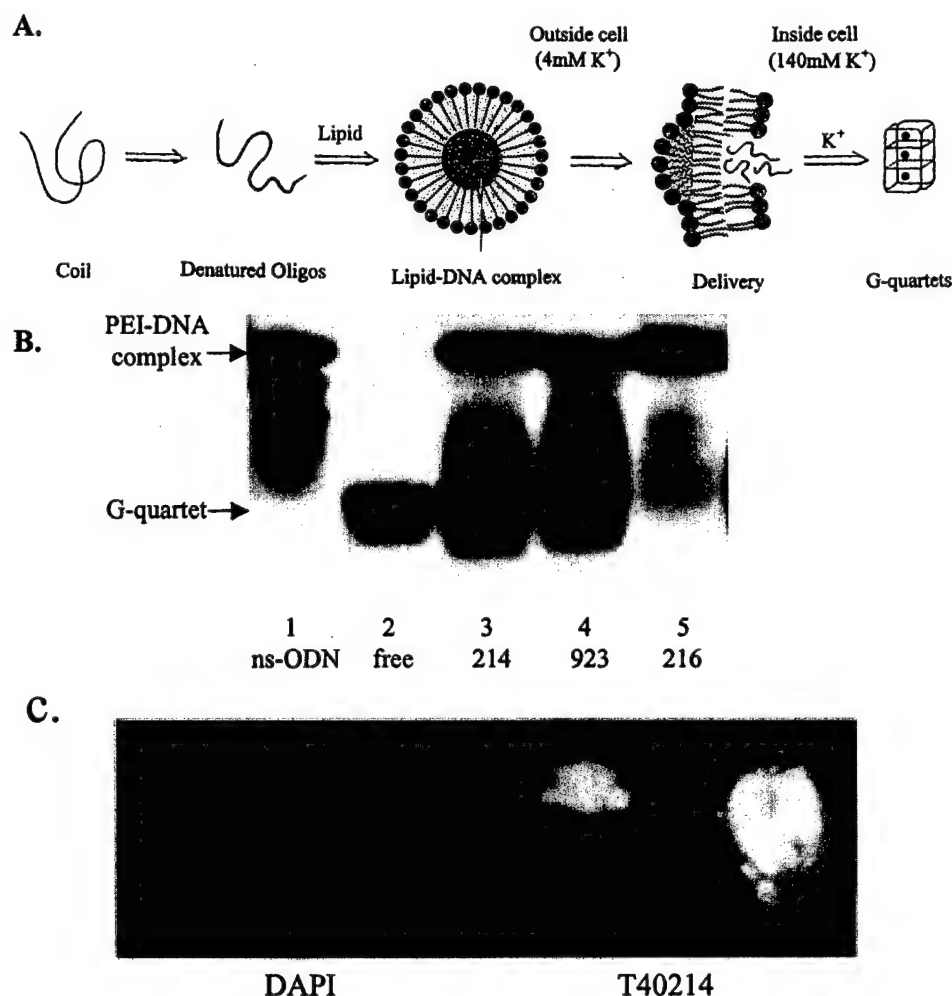 A.
Outside cell
(4mM K⁺)
Inside cell
(140mM K⁺)
Lipid
K⁺
Coil
Denatured Oligos
Lipid-DNA complex
Delivery
G-quartets
B.
PEI-DNA
complex
G-quartet
1 2 3 4 5
ns-ODN free 214 923 216
C.
DAPI
T40214